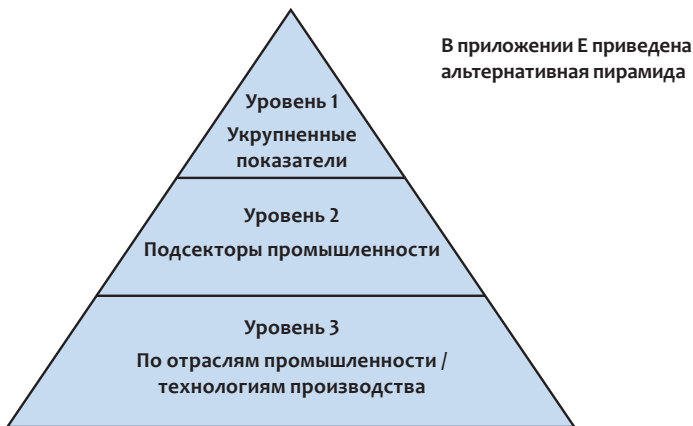 В приложении E приведена
альтернативная пирамида
Уровень 1
Укрупненные
показатели
Уровень 2
Подсекторы промышленности
Уровень 3
По отраслям промышленности /
технологиям производства